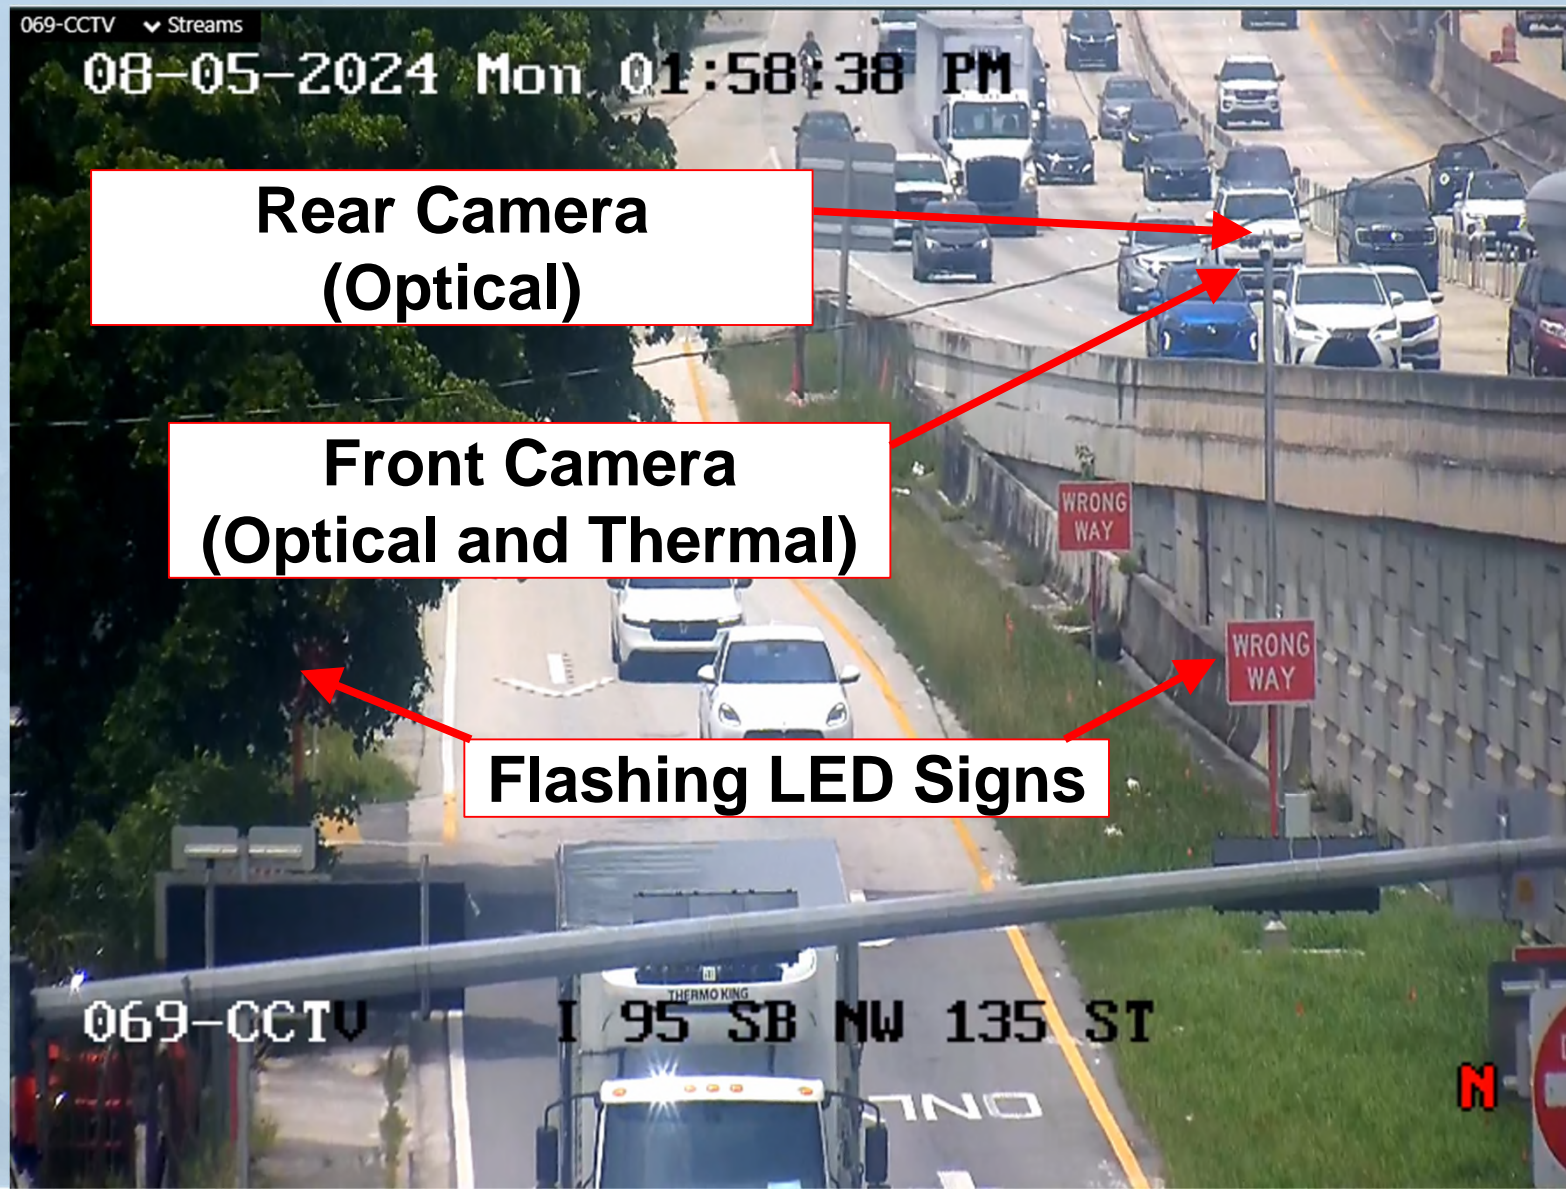 069-CCTV Streams
08-05-2024 Mon 01:58:38 PM
Rear Camera
(Optical)
Front Camera
(Optical and Thermal)
WRONG
WAY
WRONG
WAY
Flashing LED Signs
THERMO KING
069-CCTV I 95 SB NW 135 ST
N
ONL